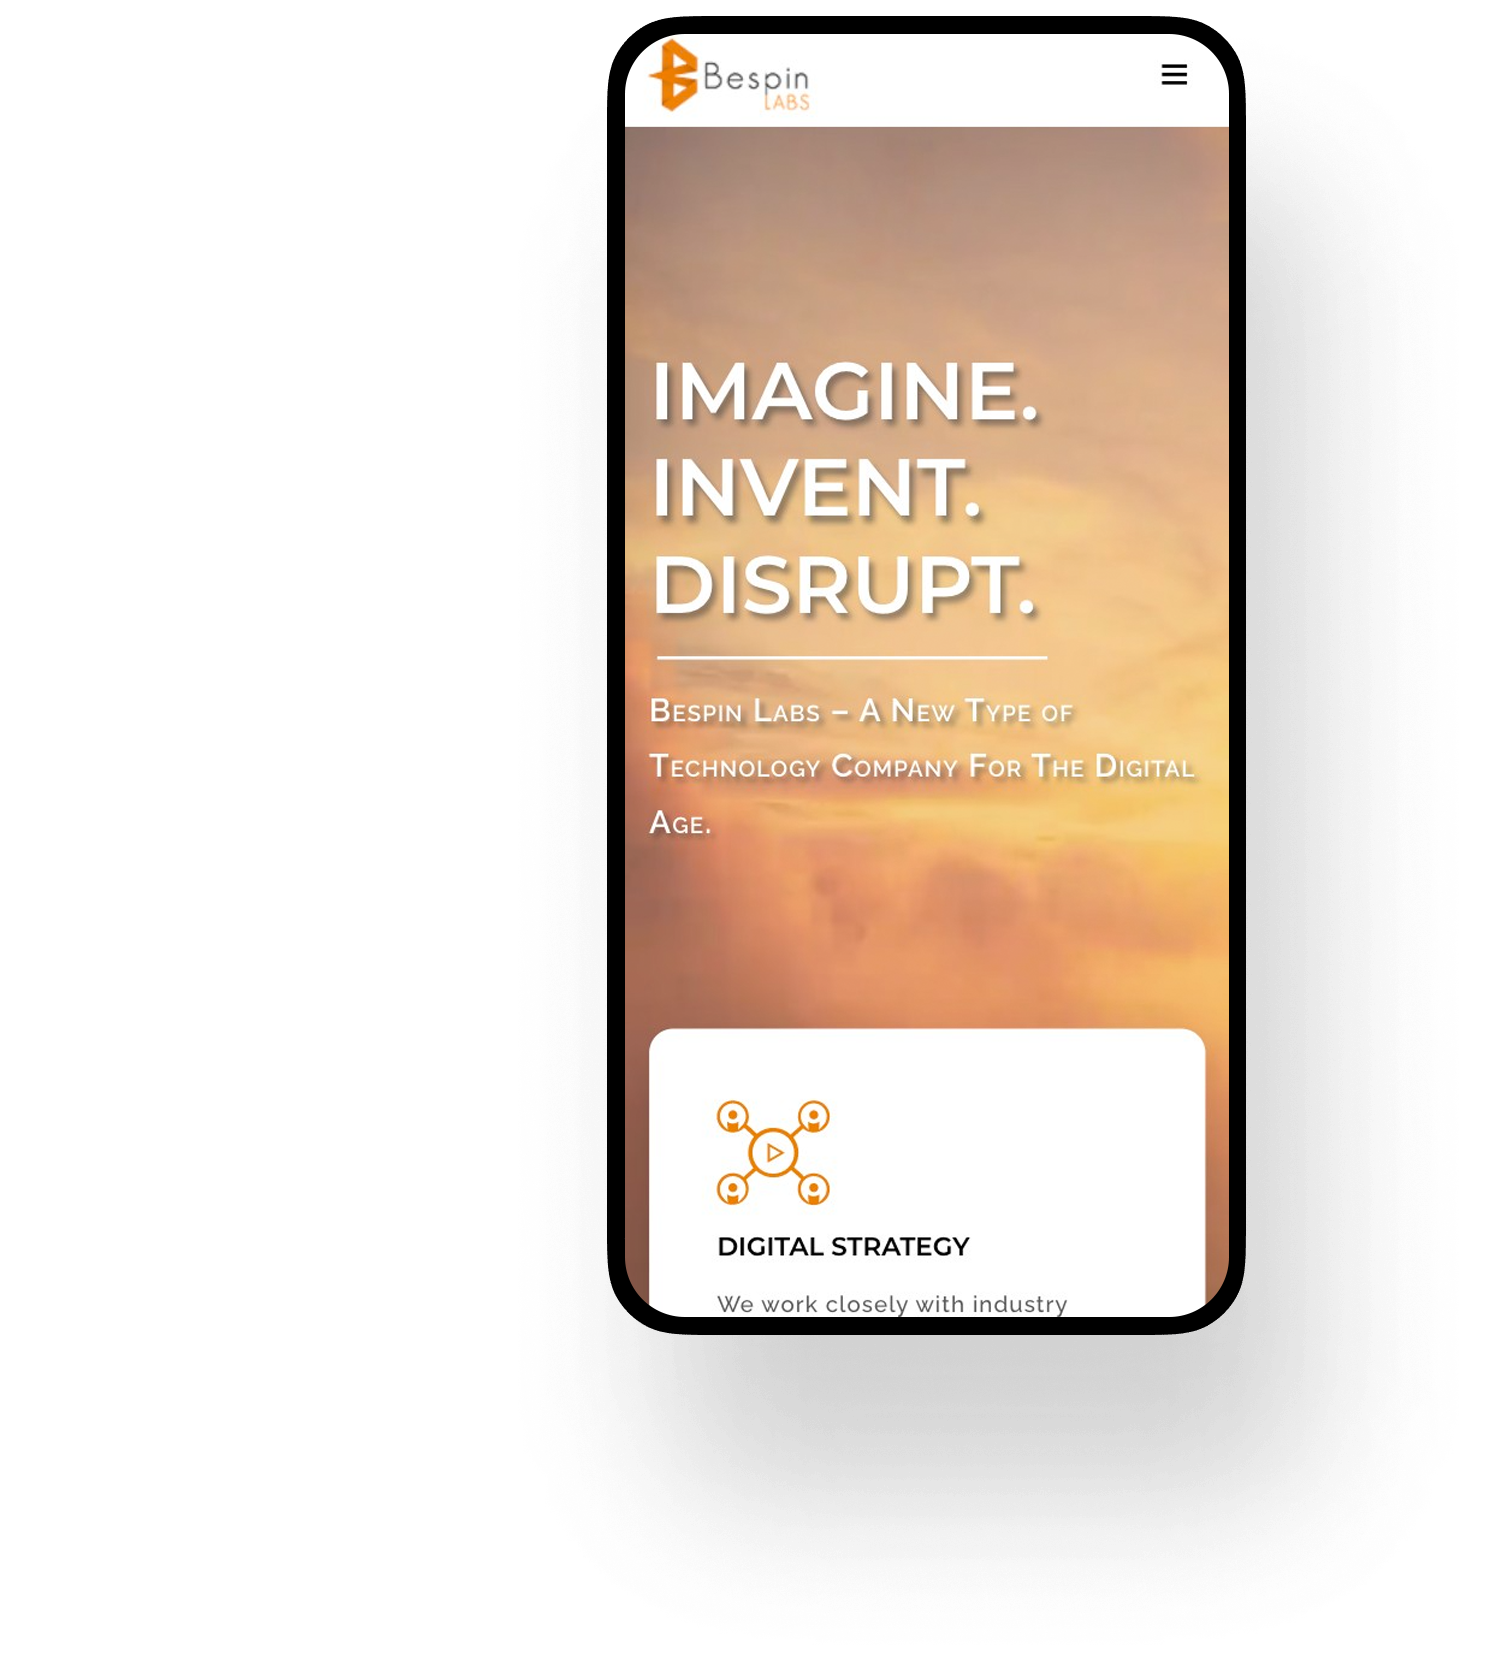 Bespin
LABS
IMAGINE.
INVENT.
DISRUPT.
Bespin Labs – A New Type of
Technology Company For The Digital
Age.
DIGITAL STRATEGY
We work closely with industry